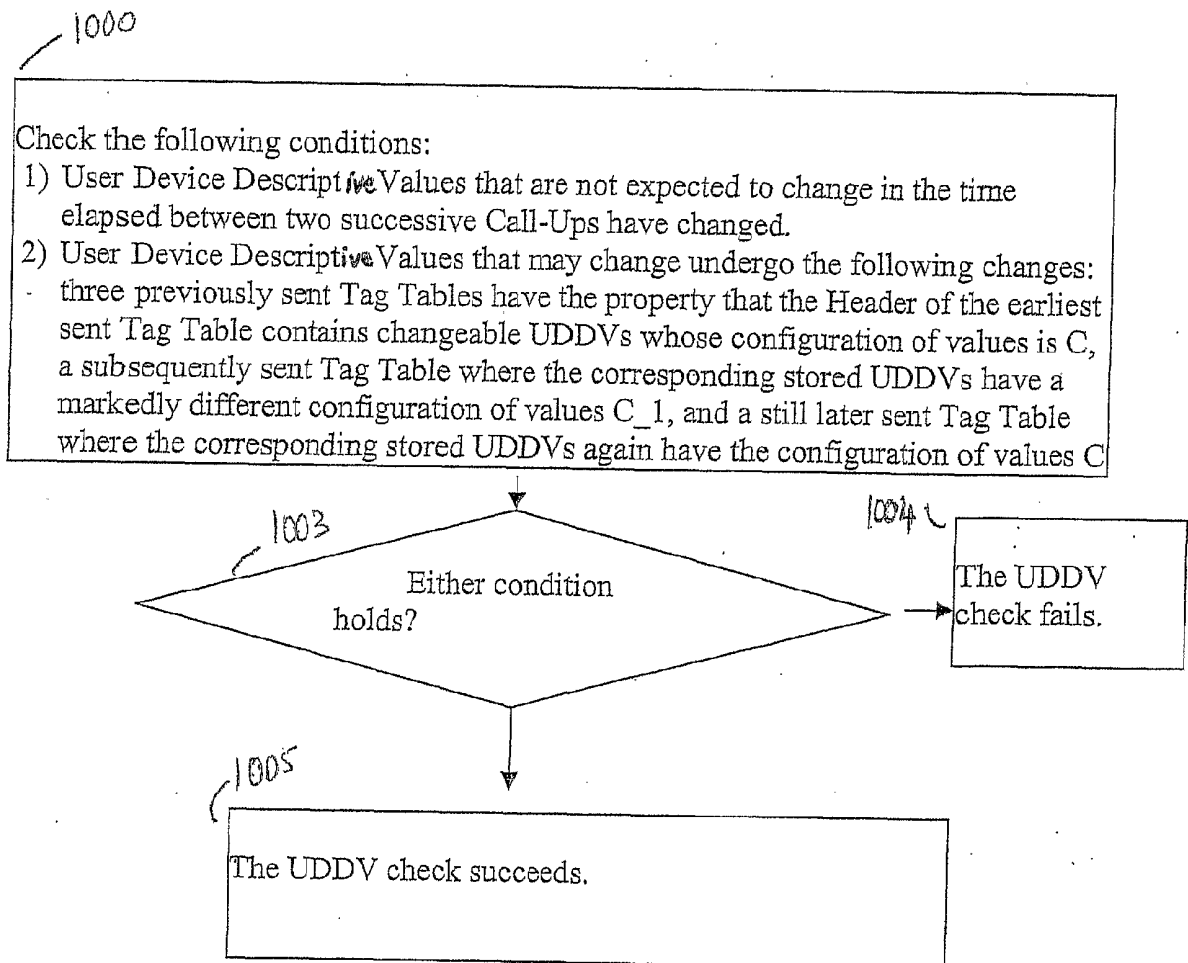 1000
Check the following conditions:
1) User Device Descriptive Values that are not expected to change in the time
elapsed between two successive Call-Ups have changed.
2) User Device Descriptive Values that may change undergo the following changes:
three previously sent Tag Tables have the property that the Header of the earliest
sent Tag Table contains changeable UDDVs whose configuration of values is C,
a subsequently sent Tag Table where the corresponding stored UDDVs have a
markedly different configuration of values C_1, and a still later sent Tag Table
where the corresponding stored UDDVs again have the configuration of values C
1003
Either condition
holds?
1004
The UDDV
check fails.
1005
The UDDV check succeeds.